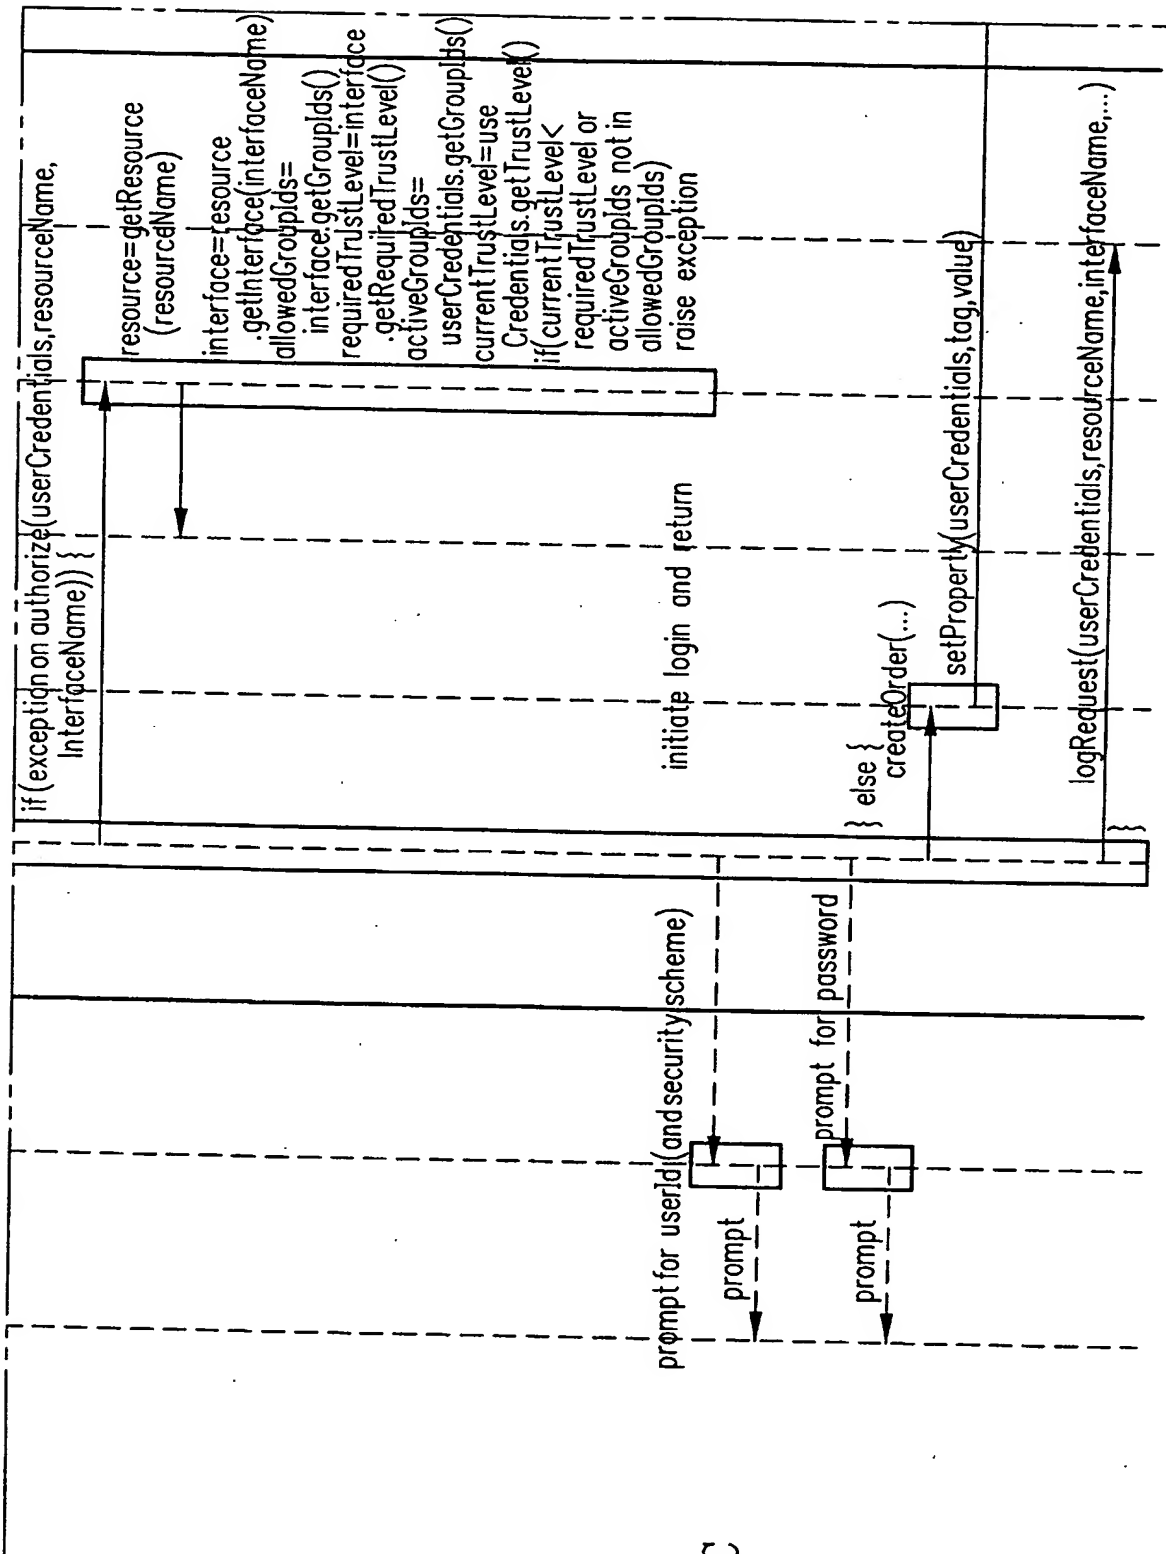 if(exception on authorize(userCredentials,resourceName,
InterfaceName)) {
resource=getResource
(resourceName)
interface=resource
.getInterface(interfaceName)
allowedGroupIds=
interface.getGroupIds()
requiredTrustLevel=interface
.getRequiredTrustLevel()
activeGroupIds=
userCredentials.getGroupIds()
currentTrustLevel=use
Credentials.getTrustLevel()
if(currentTrustLevel<
requiredTrustLevel or
activeGroupIds not in
allowedGroupIds)
raise exception
initiate login and return
prompt for userId (and security scheme)
prompt
prompt for password
prompt
} else {
createOrder(...)
setProperty(userCredentials,tag,value)
logRequest(userCredentials,resourceName,interfaceName,...)
}